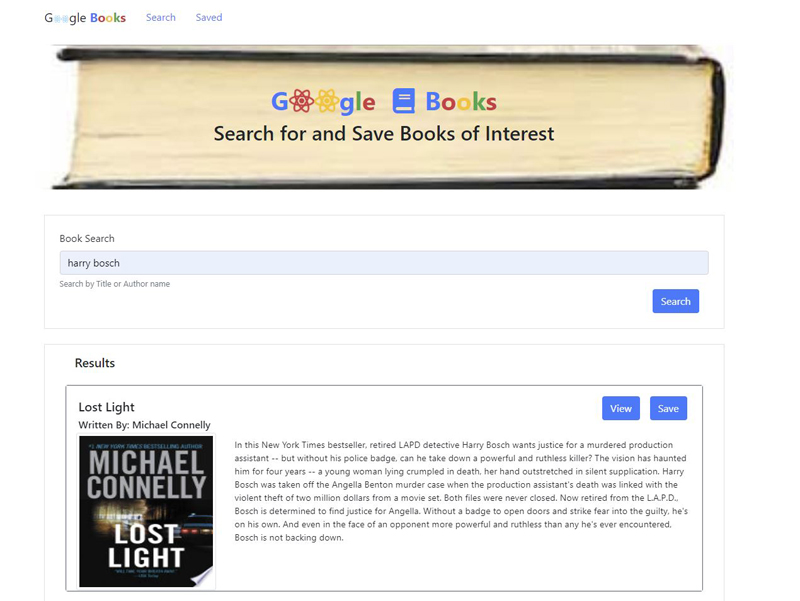 Google Books Search Saved
Google Books
Search for and Save Books of Interest
Book Search
harry bosch
Search by Title or Author name
Search
Results
Lost Light
View Save
Written By: Michael Connelly
#1 NEW YORK TIMES BESTSELLING AUTHOR
MICHAEL
CONNELLY
LOST
LIGHT
In this New York Times bestseller, retired LAPD detective Harry Bosch wants justice for a murdered production
assistant -- but without his police badge, can he take down a powerful and ruthless killer? The vision has haunted
him for four years -- a young woman lying crumpled in death, her hand outstretched in silent supplication. Harry
Bosch was taken off the Angella Benton murder case when the production assistant's death was linked with the
violent theft of two million dollars from a movie set. Both files were never closed. Now retired from the L.A.P.D.,
Bosch is determined to find justice for Angella. Without a badge to open doors and strike fear into the guilty, he's
on his own. And even in the face of an opponent more powerful and ruthless than any he's ever encountered,
Bosch is not backing down.